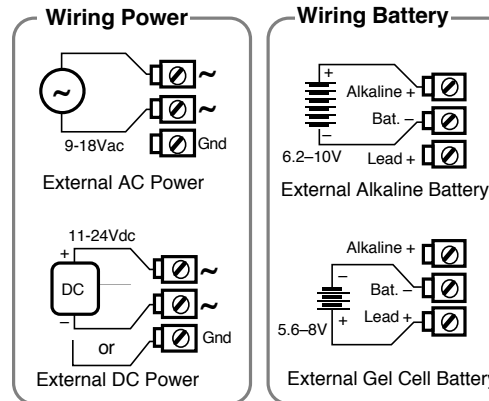 Wiring Power
~
~
~
9-18Vac
Gnd
External AC Power
11-24Vdc
+
DC
–
~
~
or
Gnd
External DC Power
Wiring Battery
+
Alkaline +
Bat. –
–
6.2–10V
Lead +
External Alkaline Battery
Alkaline +
–
Bat. –
+
Lead +
5.6–8V
External Gel Cell Battery